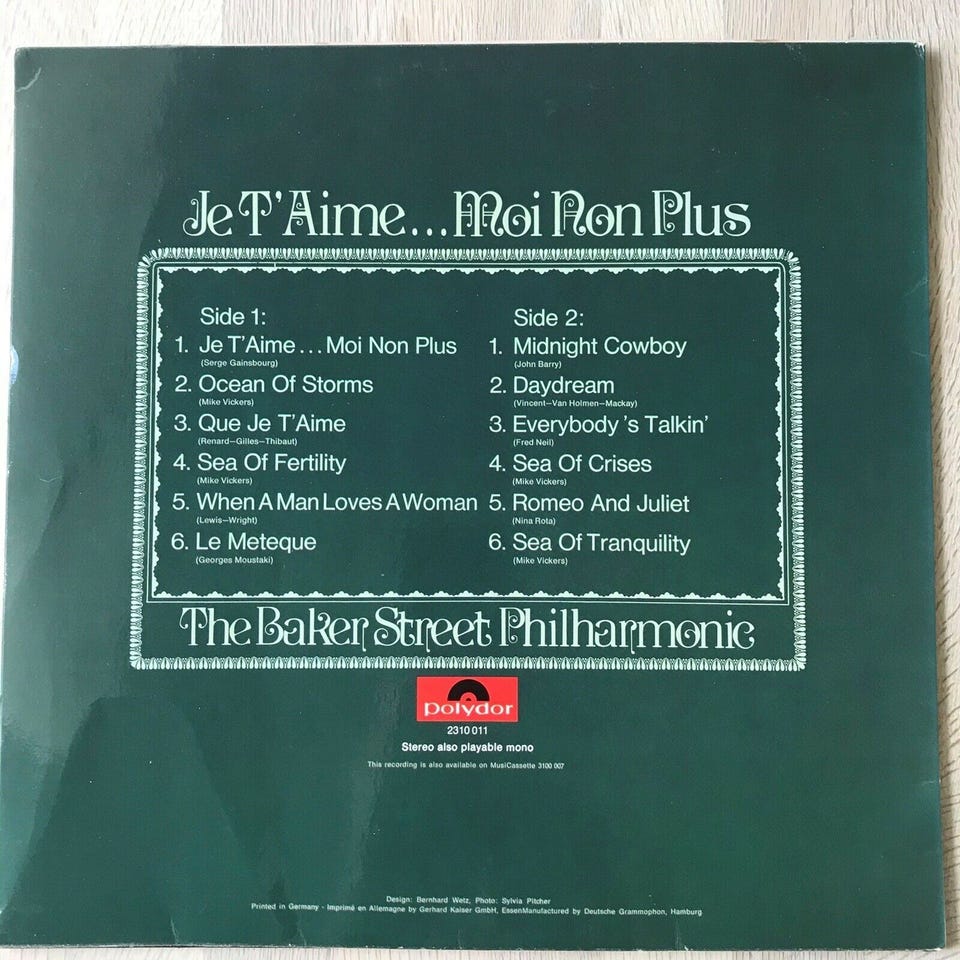 Je T'Aime...Moi Non Plus
Side 1:
1. Je T'Aime...Moi Non Plus
(Serge Gainsbourg)
2. Ocean Of Storms
(Mike Vickers)
3. Que Je T'Aime
(Renard—Gilles—Thibaut)
4. Sea Of Fertility
(Mike Vickers)
5. When A Man Loves A Woman
(Lewis—Wright)
6. Le Meteque
(Georges Moustaki)
Side 2:
1. Midnight Cowboy
(John Barry)
2. Daydream
(Vincent—Van Holmen—Mackay)
3. Everybody 's Talkin'
(Fred Neil)
4. Sea Of Crises
(Mike Vickers)
5. Romeo And Juliet
(Nina Rota)
6. Sea Of Tranquility
(Mike Vickers)
The Baker Street Philharmonic
polydor
2310 011
Stereo also playable mono
This recording is also available on MusiCassette 3100 007
Design: Bernhard Wetz, Photo: Sylvia Pitcher
Printed in Germany - Imprimé en Allemagne by Gerhard Kaiser GmbH, EssenManufactured by Deutsche Grammophon, Hamburg